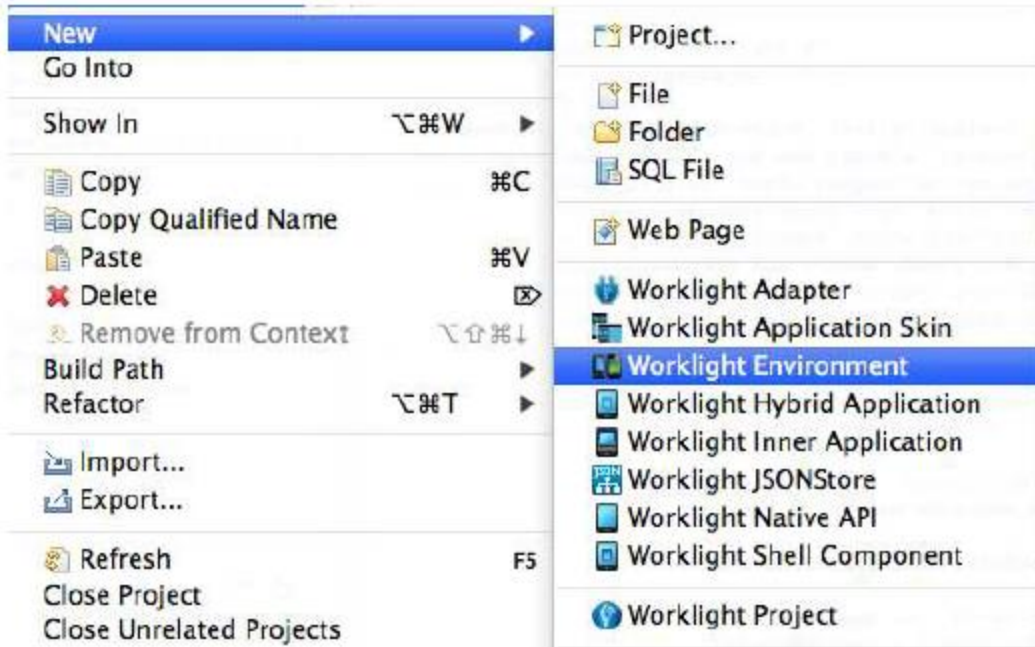 New
Go Into
Show In ⌥⌘W
Copy ⌘C
Copy Qualified Name
Paste ⌘V
Delete ⌦
Remove from Context ⌥⇧⌘↓
Build Path
Refactor ⌥⌘T
Import...
Export...
Refresh F5
Close Project
Close Unrelated Projects
Project...
File
Folder
SQL File
Web Page
Worklight Adapter
Worklight Application Skin
Worklight Environment
Worklight Hybrid Application
Worklight Inner Application
Worklight JSONStore
Worklight Native API
Worklight Shell Component
Worklight Project